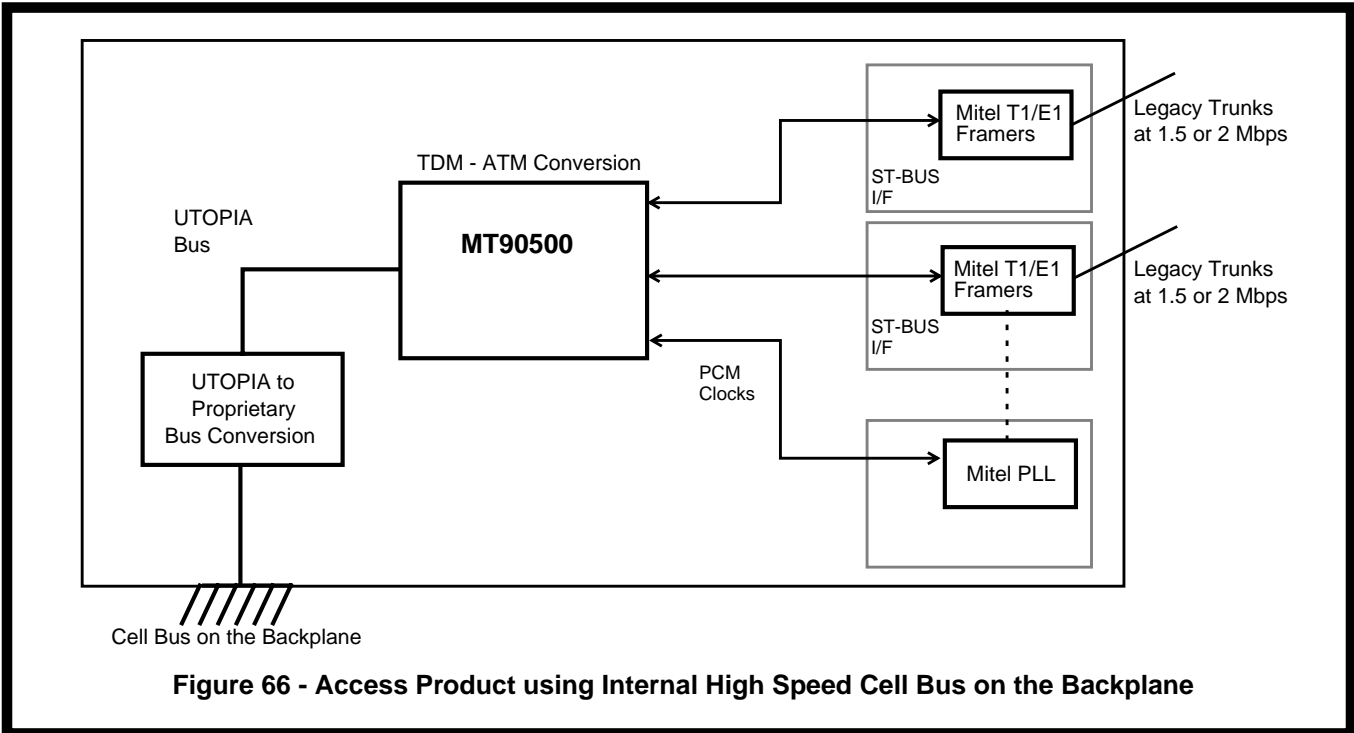 Mitel T1/E1
Framers
Legacy Trunks
at 1.5 or 2 Mbps
ST-BUS
I/F
TDM - ATM Conversion
MT90500
UTOPIA
Bus
Mitel T1/E1
Framers
Legacy Trunks
at 1.5 or 2 Mbps
ST-BUS
I/F
PCM
Clocks
UTOPIA to
Proprietary
Bus Conversion
Mitel PLL
Cell Bus on the Backplane
Figure 66 - Access Product using Internal High Speed Cell Bus on the Backplane